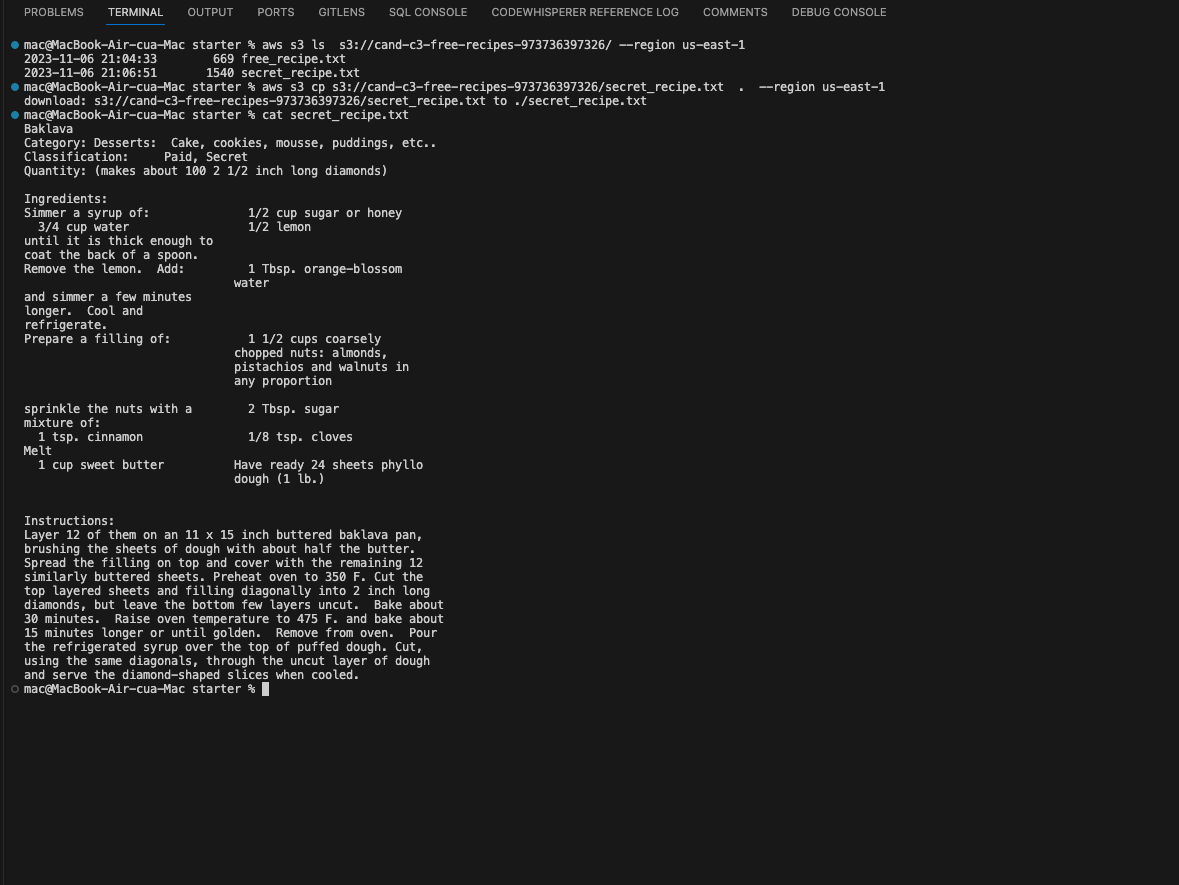 PROBLEMS TERMINAL OUTPUT PORTS GITLENS SQL CONSOLE CODEWHISPERER REFERENCE LOG COMMENTS DEBUG CONSOLE
mac@MacBook-Air-cua-Mac starter % aws s3 ls  s3://cand-c3-free-recipes-973736397326/ --region us-east-1
2023-11-06 21:04:33        669 free_recipe.txt
2023-11-06 21:06:51       1540 secret_recipe.txt
mac@MacBook-Air-cua-Mac starter % aws s3 cp s3://cand-c3-free-recipes-973736397326/secret_recipe.txt  .  --region us-east-1
download: s3://cand-c3-free-recipes-973736397326/secret_recipe.txt to ./secret_recipe.txt
mac@MacBook-Air-cua-Mac starter % cat secret_recipe.txt
Baklava
Category: Desserts:  Cake, cookies, mousse, puddings, etc..
Classification:     Paid, Secret
Quantity: (makes about 100 2 1/2 inch long diamonds)

Ingredients:
Simmer a syrup of:              1/2 cup sugar or honey
  3/4 cup water                 1/2 lemon
until it is thick enough to
coat the back of a spoon.
Remove the lemon.  Add:         1 Tbsp. orange-blossom
                              water
and simmer a few minutes
longer.  Cool and
refrigerate.
Prepare a filling of:           1 1/2 cups coarsely
                              chopped nuts: almonds,
                              pistachios and walnuts in
                              any proportion

sprinkle the nuts with a        2 Tbsp. sugar
mixture of:
  1 tsp. cinnamon               1/8 tsp. cloves
Melt
  1 cup sweet butter          Have ready 24 sheets phyllo
                              dough (1 lb.)

Instructions:
Layer 12 of them on an 11 x 15 inch buttered baklava pan,
brushing the sheets of dough with about half the butter.
Spread the filling on top and cover with the remaining 12
similarly buttered sheets. Preheat oven to 350 F. Cut the
top layered sheets and filling diagonally into 2 inch long
diamonds, but leave the bottom few layers uncut.  Bake about
30 minutes.  Raise oven temperature to 475 F. and bake about
15 minutes longer or until golden.  Remove from oven.  Pour
the refrigerated syrup over the top of puffed dough. Cut,
using the same diagonals, through the uncut layer of dough
and serve the diamond-shaped slices when cooled.
mac@MacBook-Air-cua-Mac starter %